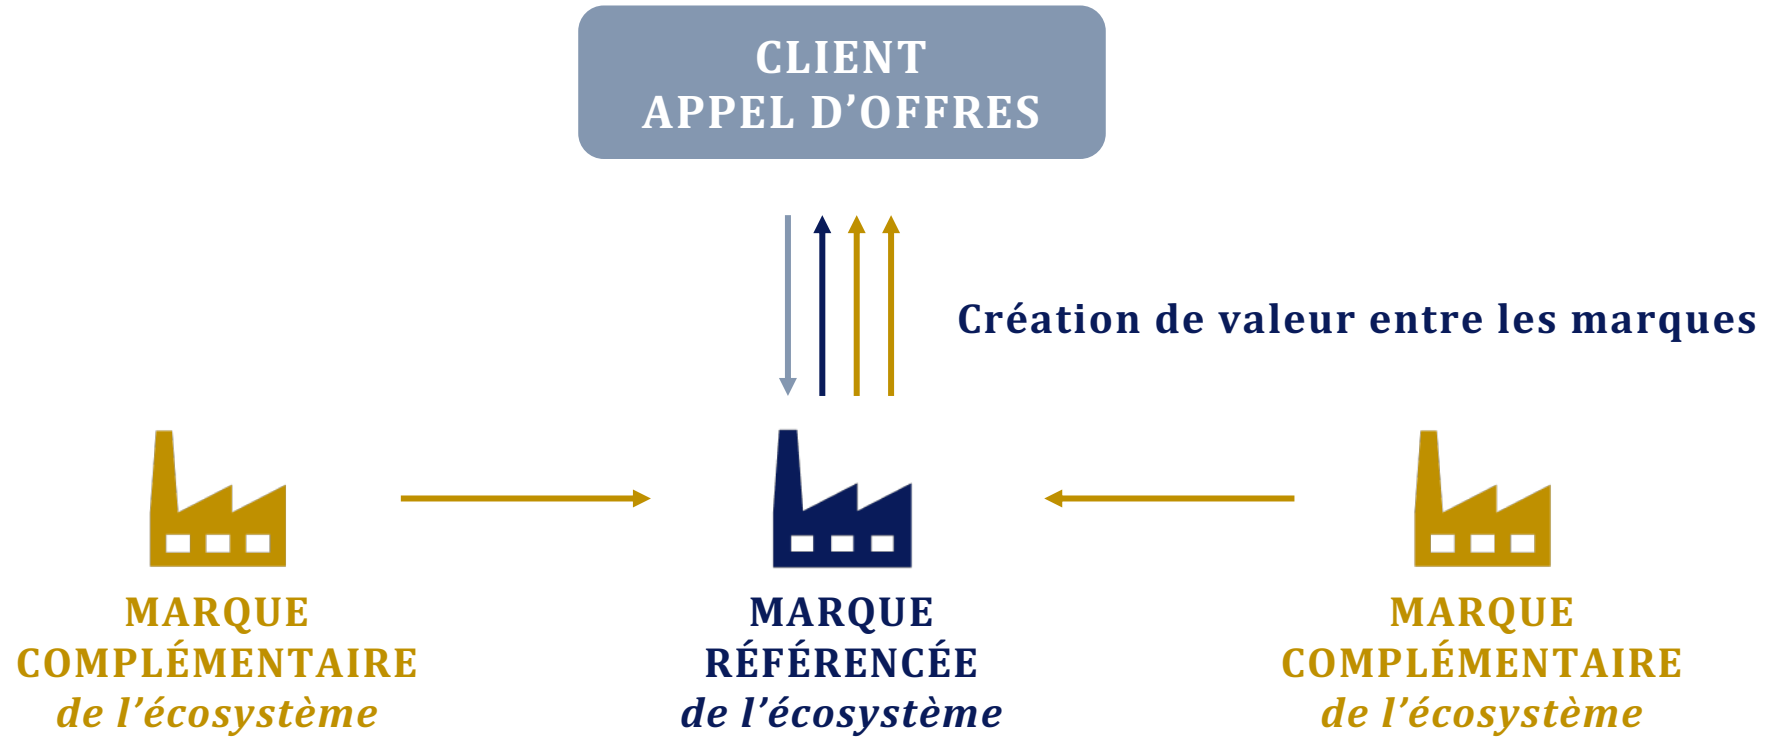 CLIENT
APPEL D’OFFRES
Création de valeur entre les marques
MARQUE
COMPLÉMENTAIRE
de l’écosystème
MARQUE
RÉFÉRENCÉE
de l’écosystème
MARQUE
COMPLÉMENTAIRE
de l’écosystème